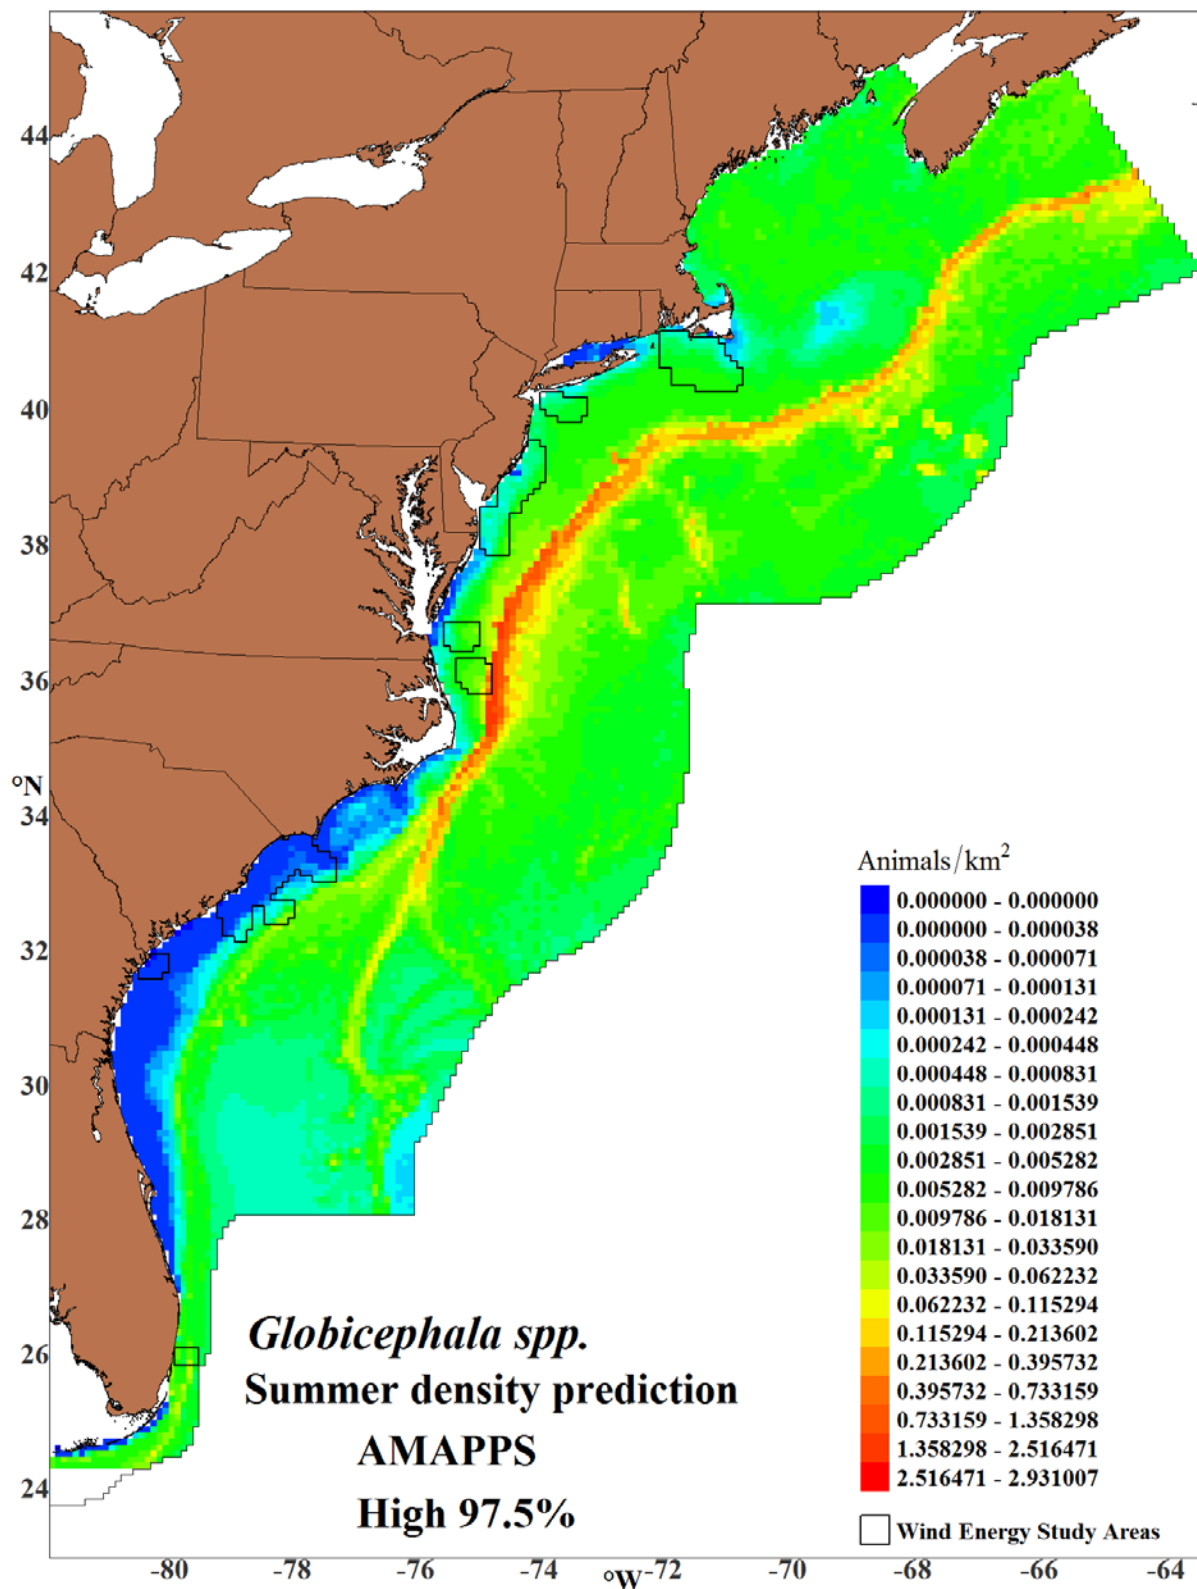 44
42
40
38
36
°N
34
32
30
28
26
24
Animals/km²
0.000000 - 0.000000
0.000000 - 0.000038
0.000038 - 0.000071
0.000071 - 0.000131
0.000131 - 0.000242
0.000242 - 0.000448
0.000448 - 0.000831
0.000831 - 0.001539
0.001539 - 0.002851
0.002851 - 0.005282
0.005282 - 0.009786
0.009786 - 0.018131
0.018131 - 0.033590
0.033590 - 0.062232
0.062232 - 0.115294
0.115294 - 0.213602
0.213602 - 0.395732
0.395732 - 0.733159
0.733159 - 1.358298
1.358298 - 2.516471
2.516471 - 2.931007
Wind Energy Study Areas
Globicephala spp.
Summer density prediction
AMAPPS
High 97.5%
-80 -78 -76 -74 -72 -70 -68 -66 -64
°W